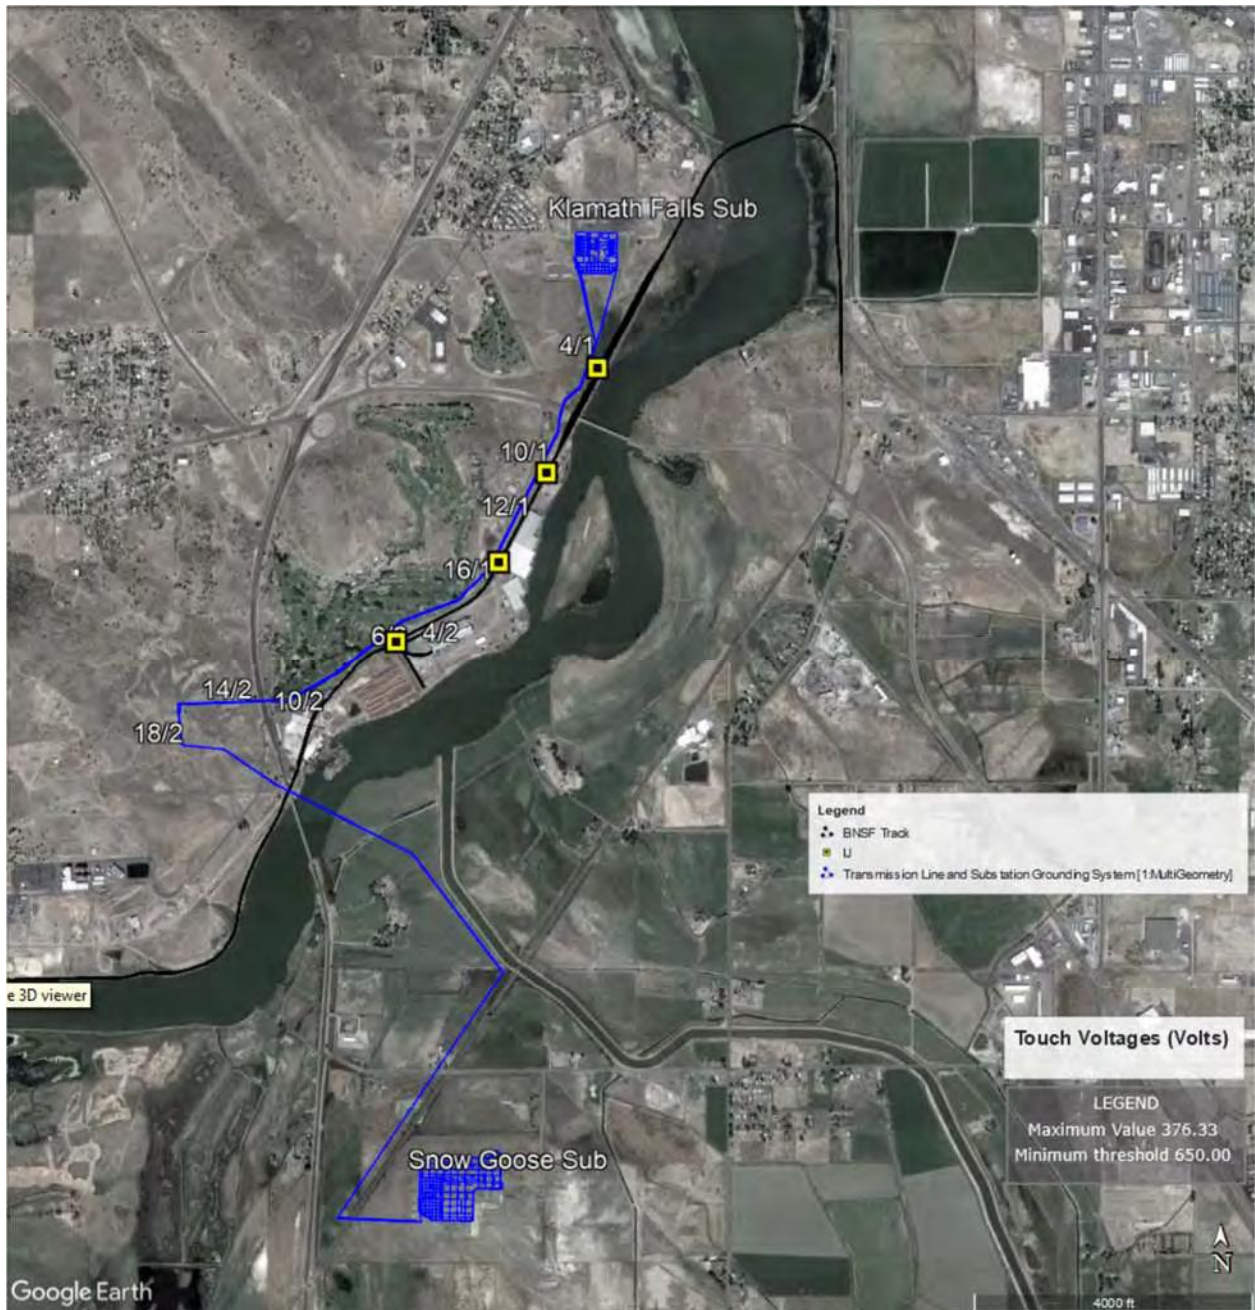 Klamath Falls Sub
4/1
10/1
12/1
16/1
4/2
14/2
10/2
18/2
Legend
BNSF Track
IJ
Transmission Line and Substation Grounding System [1:MultiGeometry]
e 3D viewer
Touch Voltages (Volts)
LEGEND
Maximum Value 376.33
Minimum threshold 650.00
Snow Goose Sub
N
Google Earth
4000 ft